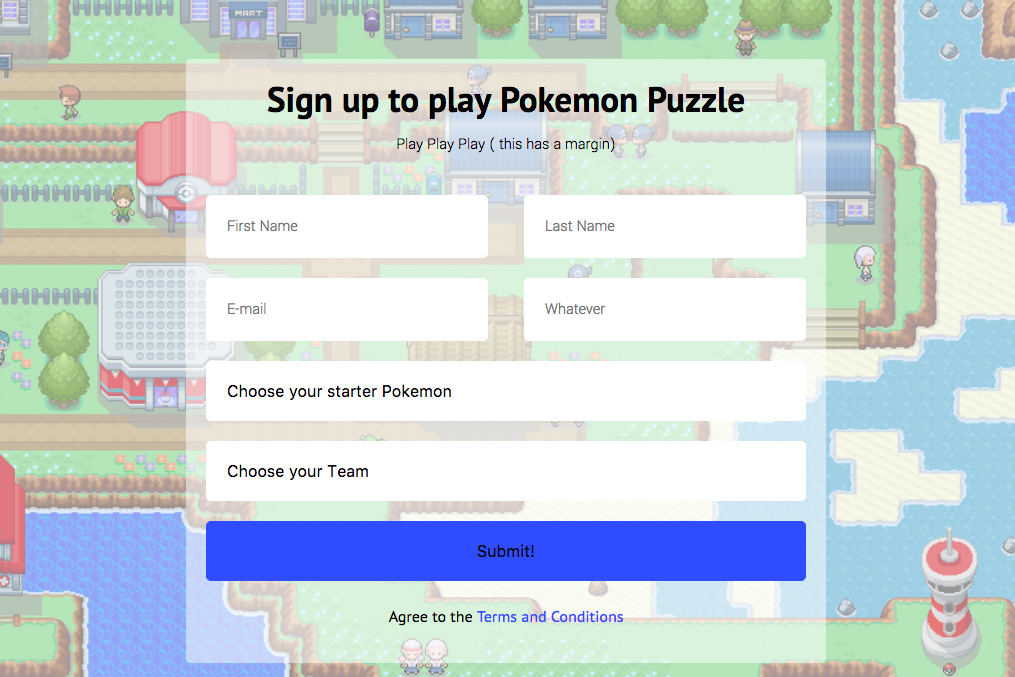 MART
Sign up to play Pokemon Puzzle
Play Play Play ( this has a margin)
First Name
Last Name
E-mail
Whatever
Choose your starter Pokemon
Choose your Team
Submit!
Agree to the Terms and Conditions